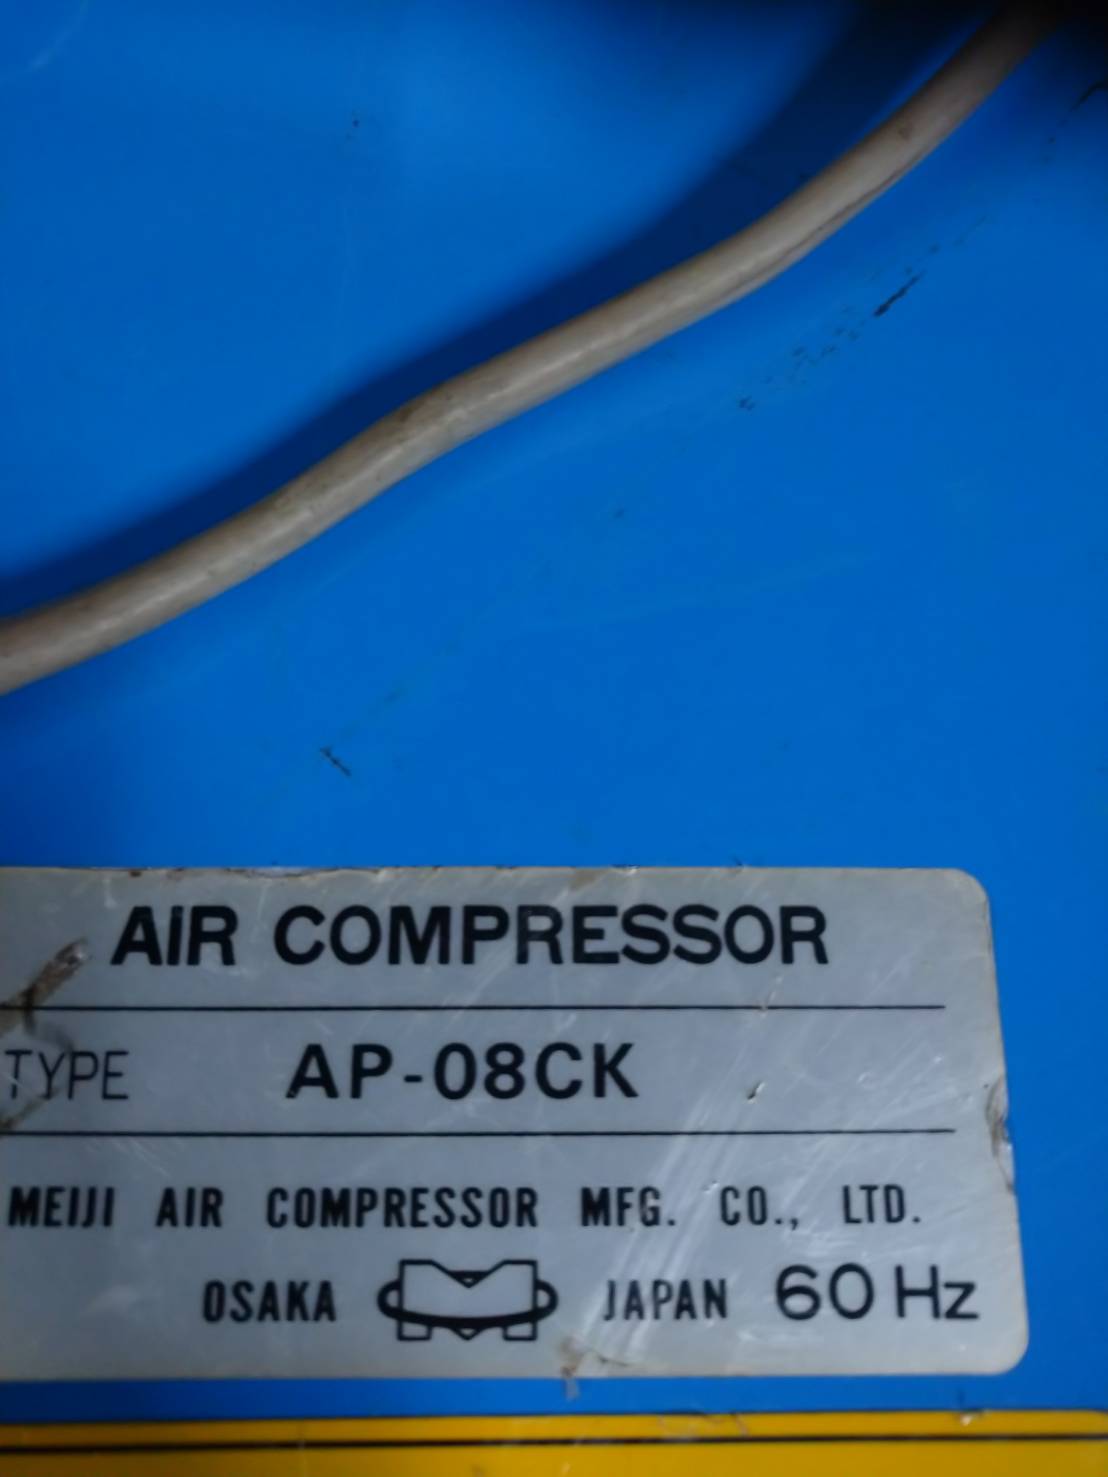 AIR COMPRESSOR
TYPE AP-08CK
MEIJI AIR COMPRESSOR MFG. CO., LTD.
OSAKA JAPAN 60 Hz